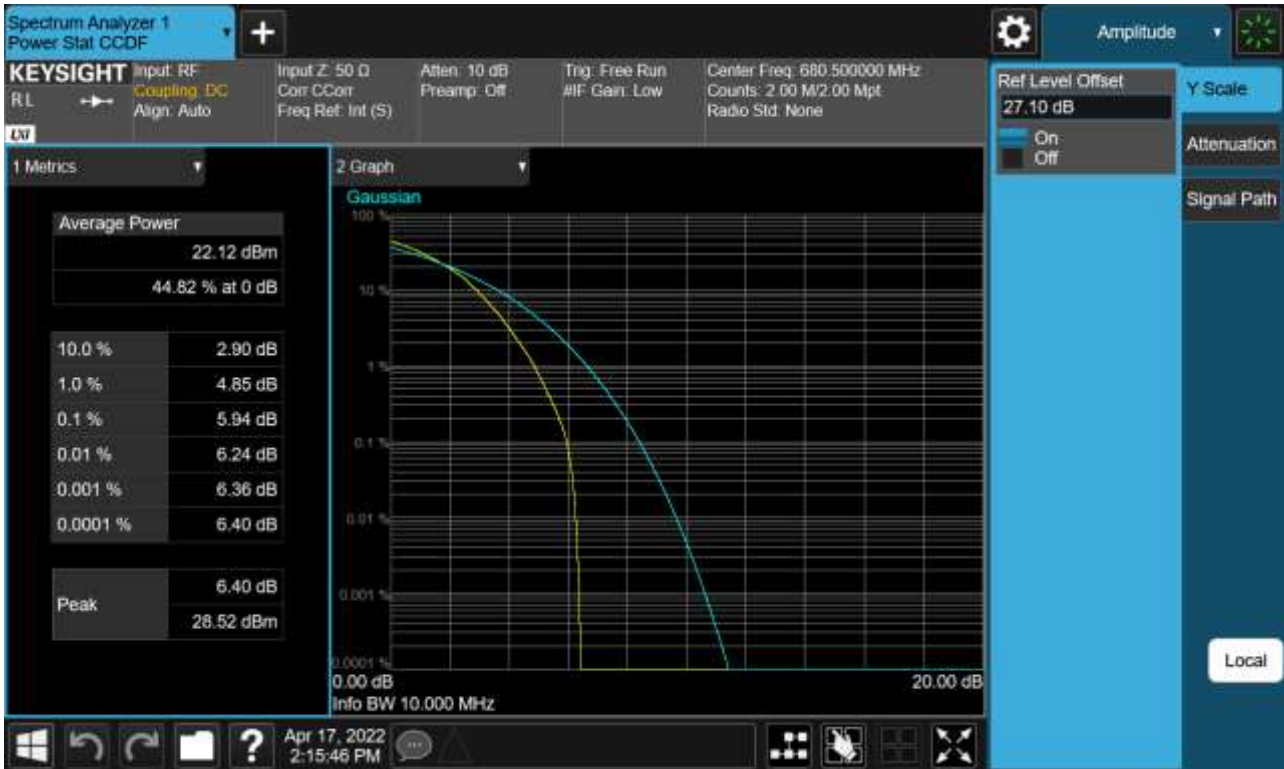 Spectrum Analyzer 1
Power Stat CCDF
+
Amplitude
KEYSIGHT
RL
LXI
Input: RF
Coupling: DC
Align: Auto
Input Z: 50 Ω
Corr CCorr
Freq Ref: Int (S)
Atten: 10 dB
Preamp: Off
Trig: Free Run
#IF Gain: Low
Center Freq: 680.500000 MHz
Counts: 2.00 M/2.00 Mpt
Radio Std: None
Ref Level Offset
27.10 dB
On
Off
Y Scale
Attenuation
Signal Path
Local
1 Metrics
Average Power
22.12 dBm
44.82 % at 0 dB
10.0 % 2.90 dB
1.0 % 4.85 dB
0.1 % 5.94 dB
0.01 % 6.24 dB
0.001 % 6.36 dB
0.0001 % 6.40 dB
Peak
6.40 dB
28.52 dBm
2 Graph
Gaussian
100 %
10 %
1 %
0.1 %
0.01 %
0.001 %
0.0001 %
0.00 dB 20.00 dB
Info BW 10.000 MHz
?
Apr 17, 2022
2:15:46 PM